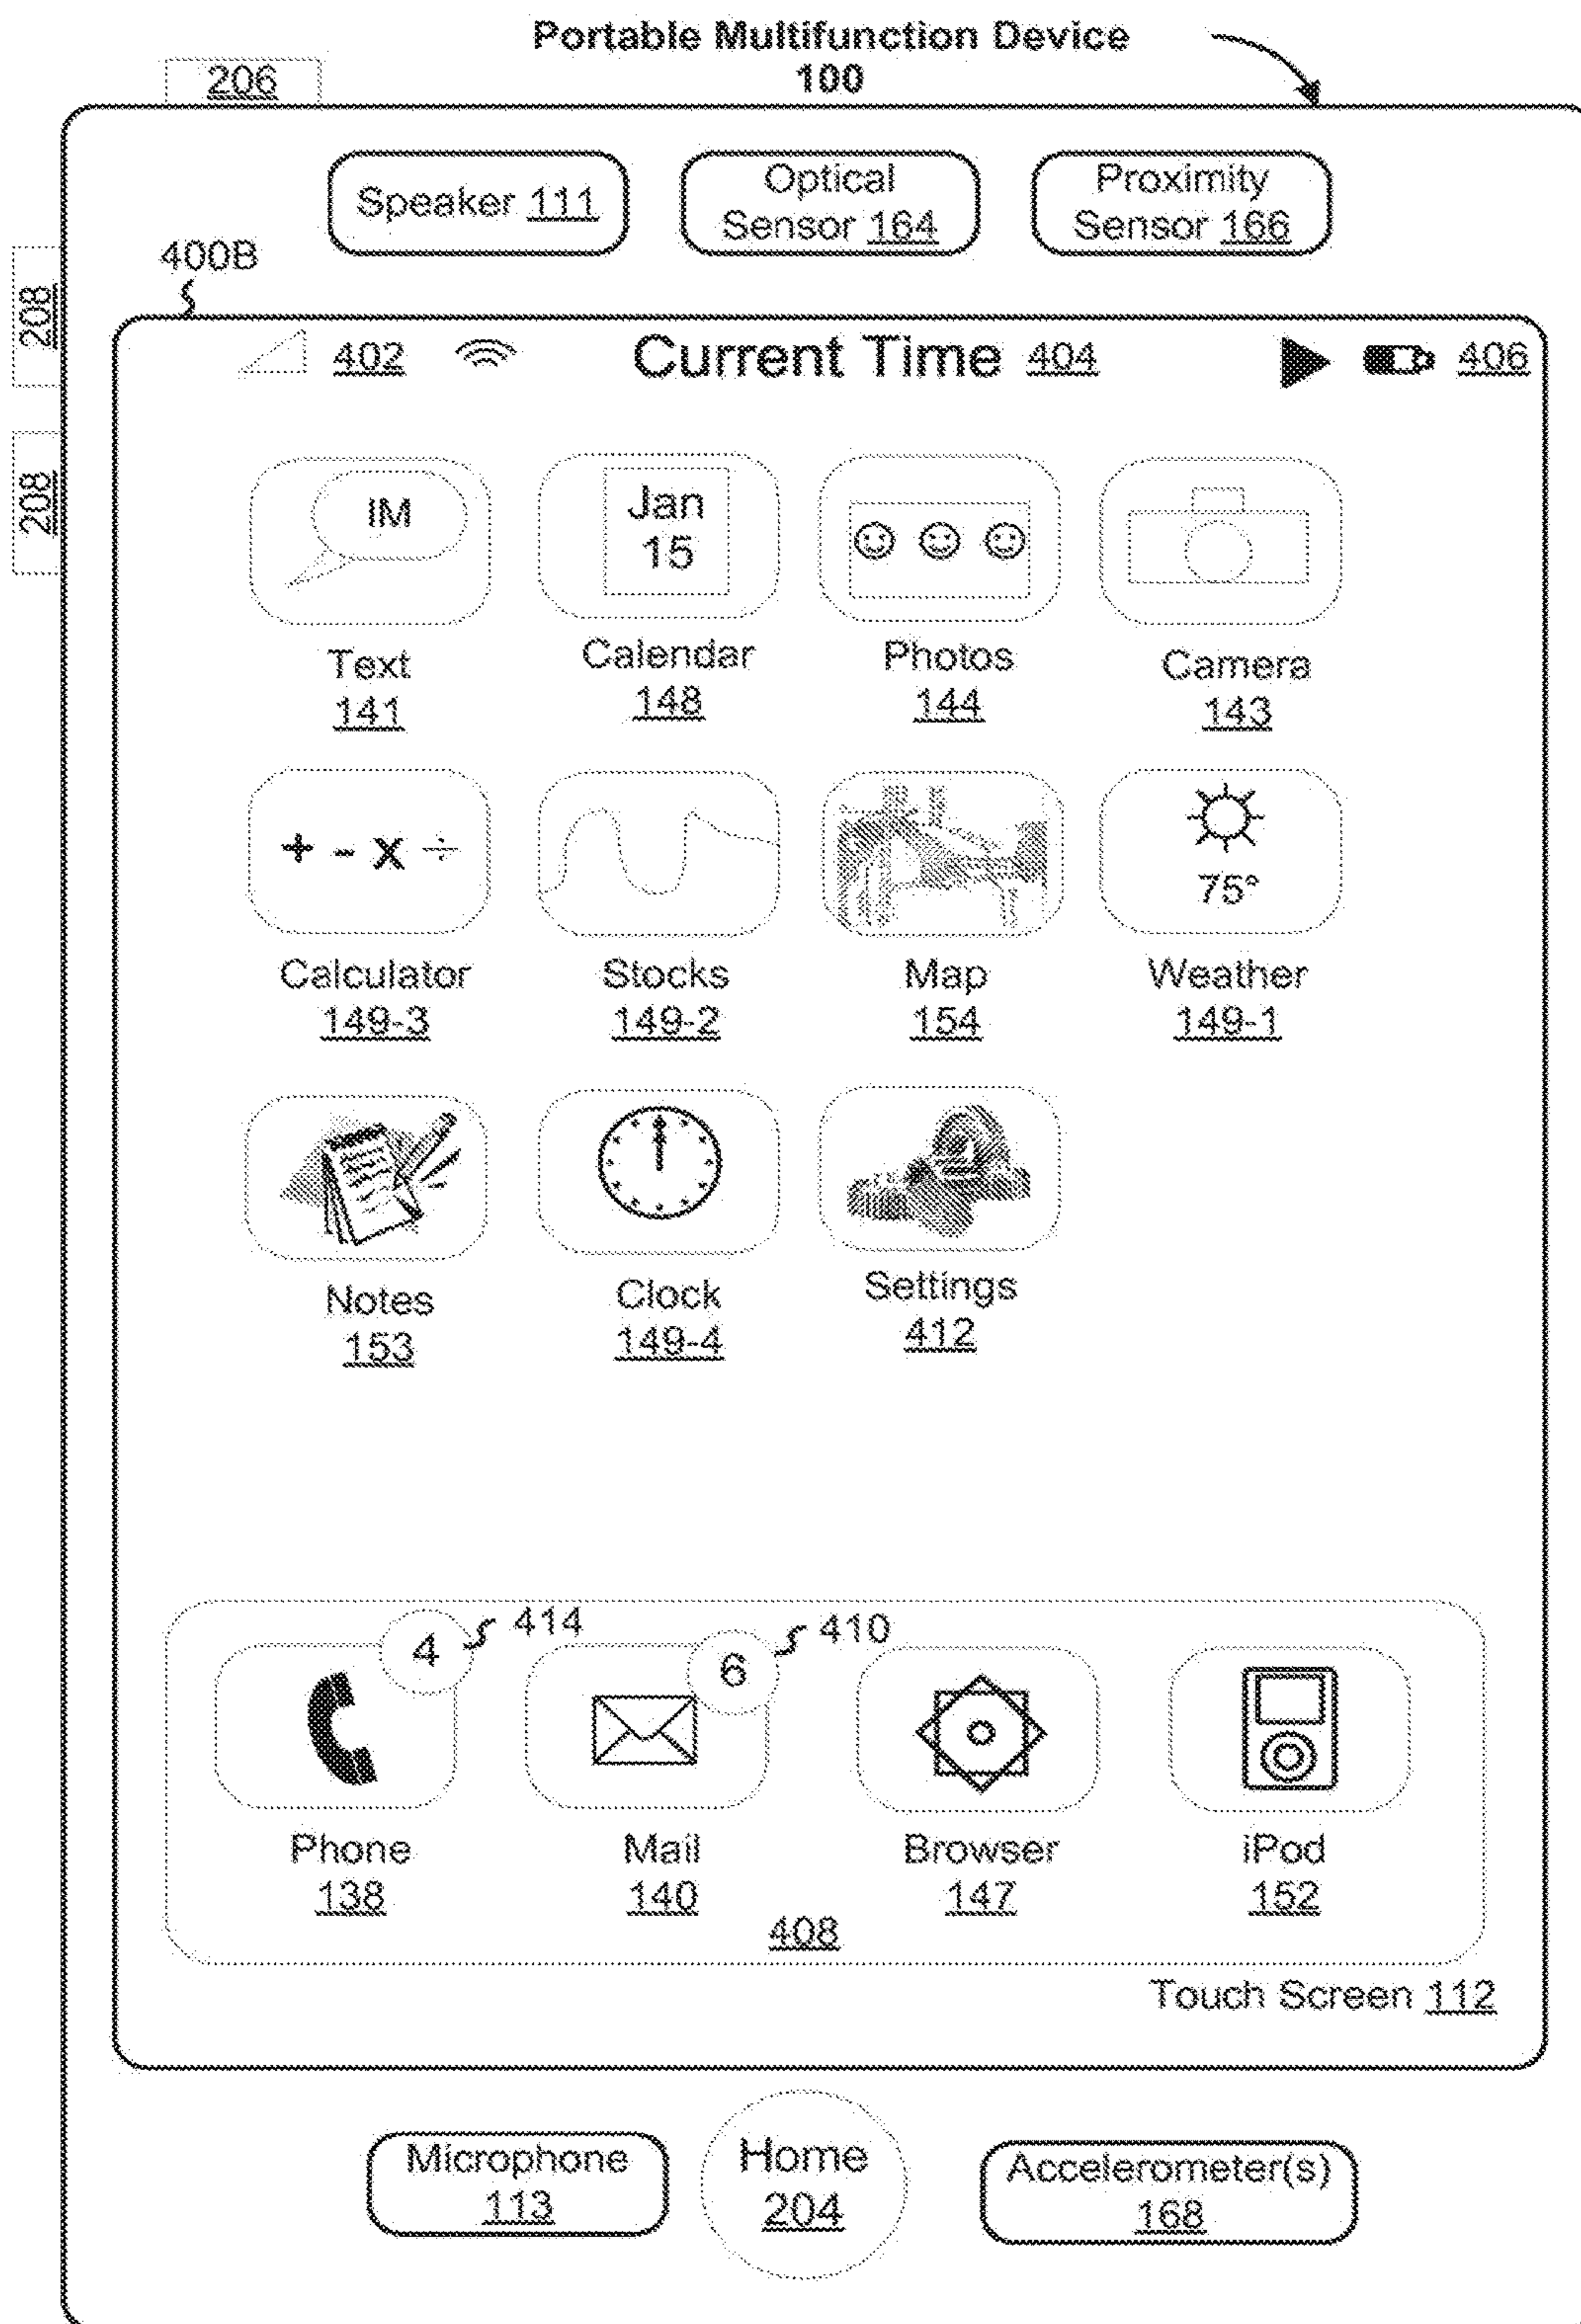 Portable Multifunction Device
100
206
Speaker 111
Optical
Sensor 164
Proximity
Sensor 166
400B
208
208
402
Current Time 404
406
IM
Jan
15
Text
141
Calendar
148
Photos
144
Camera
143
+ - x ÷
75°
Calculator
149-3
Stocks
149-2
Map
154
Weather
149-1
Notes
153
Clock
149-4
Settings
412
4
414
6
410
Phone
138
Mail
140
Browser
147
iPod
152
408
Touch Screen 112
Microphone
113
Home
204
Accelerometer(s)
168